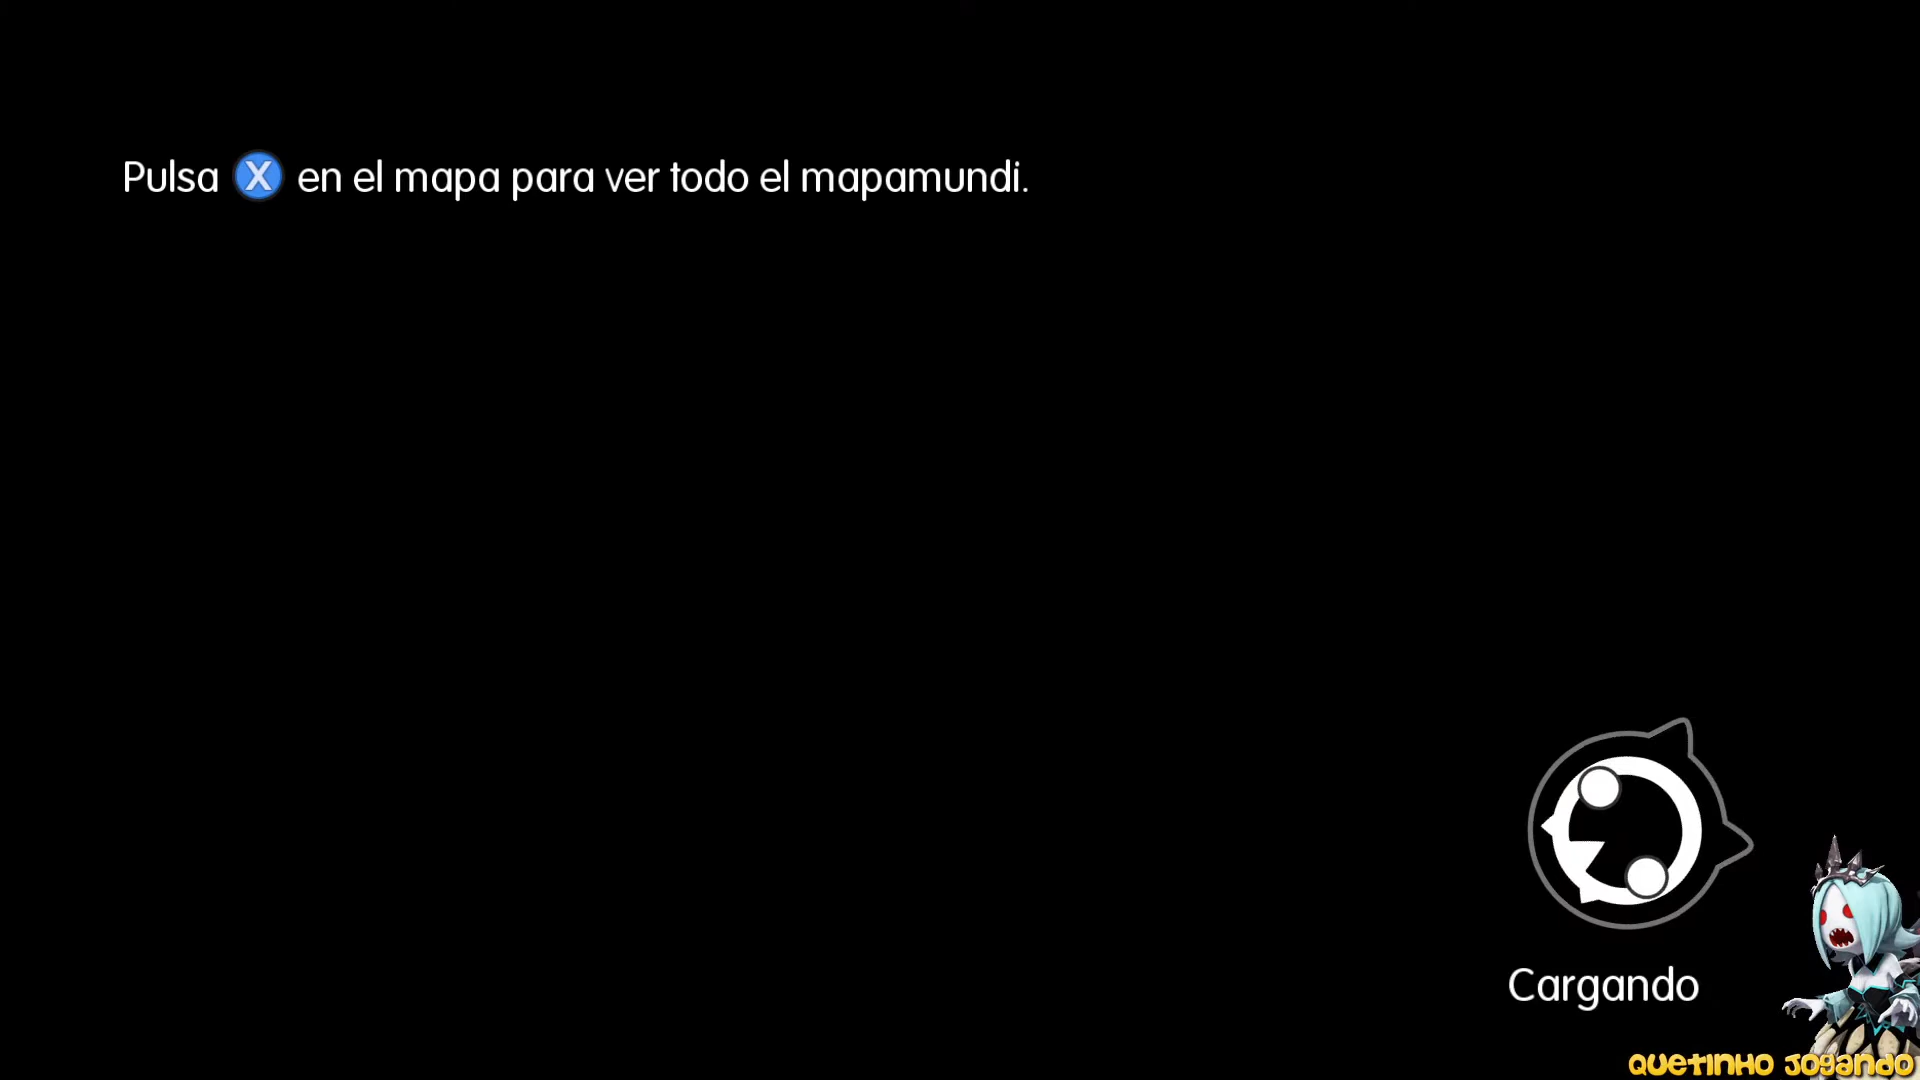 Pulsa X en el mapa para ver todo el mapamundi.
Cargando
QUETINHO JOGANDO